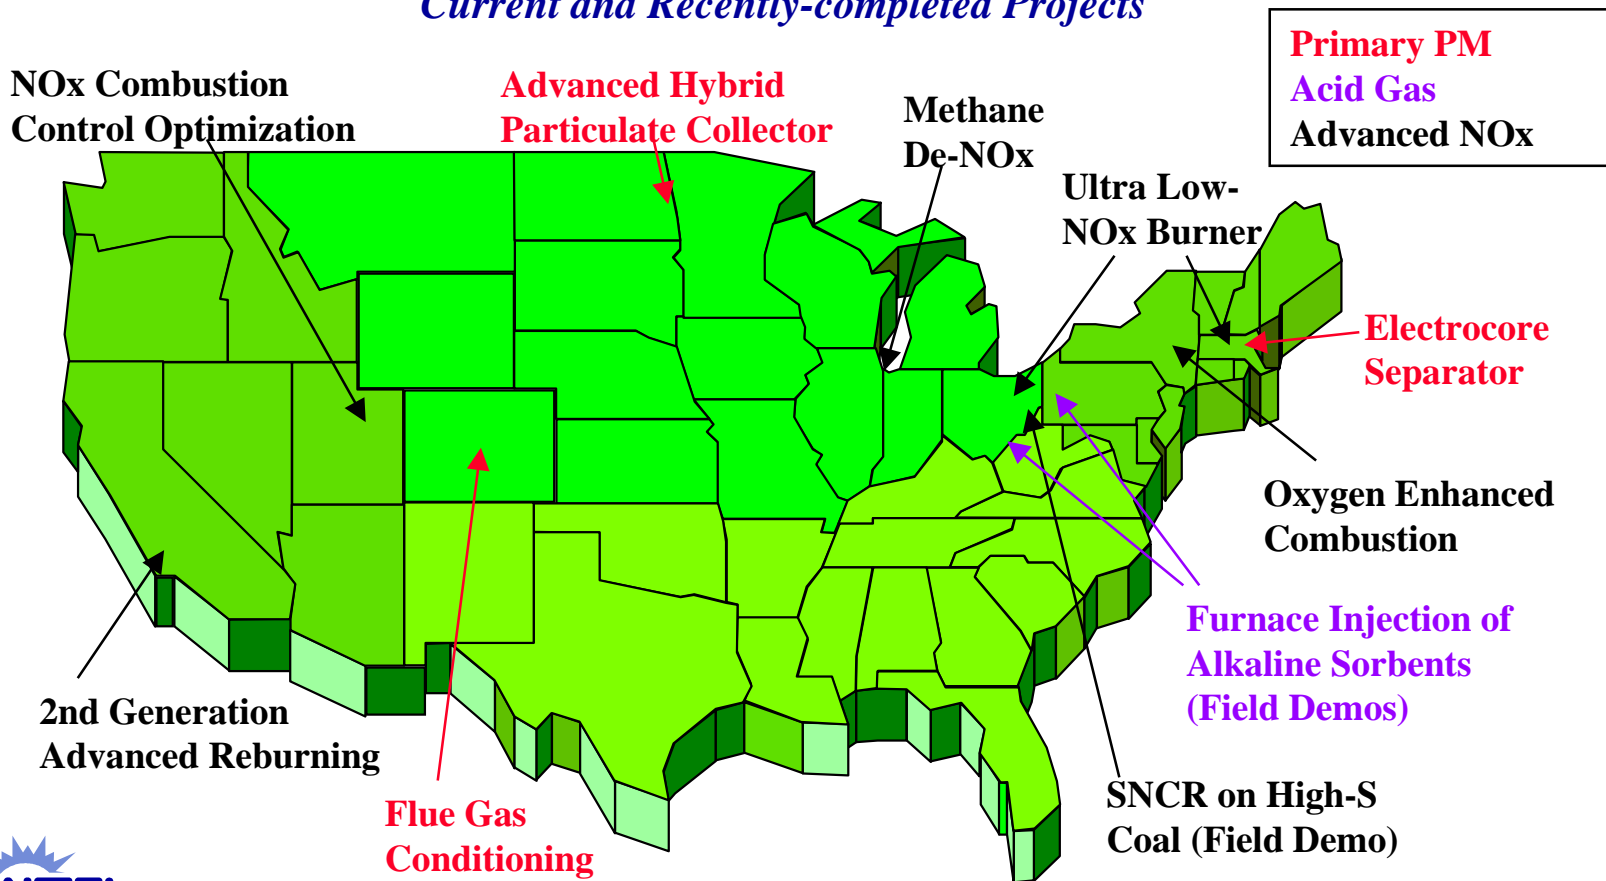 Current and Recently-completed Projects
Primary PM
Acid Gas
Advanced NOx
NOx Combustion
Control Optimization
Advanced Hybrid
Particulate Collector
Methane
De-NOx
Ultra Low-
NOx Burner
Electrocore
Separator
Oxygen Enhanced
Combustion
Furnace Injection of
Alkaline Sorbents
(Field Demos)
SNCR on High-S
Coal (Field Demo)
2nd Generation
Advanced Reburning
Flue Gas
Conditioning